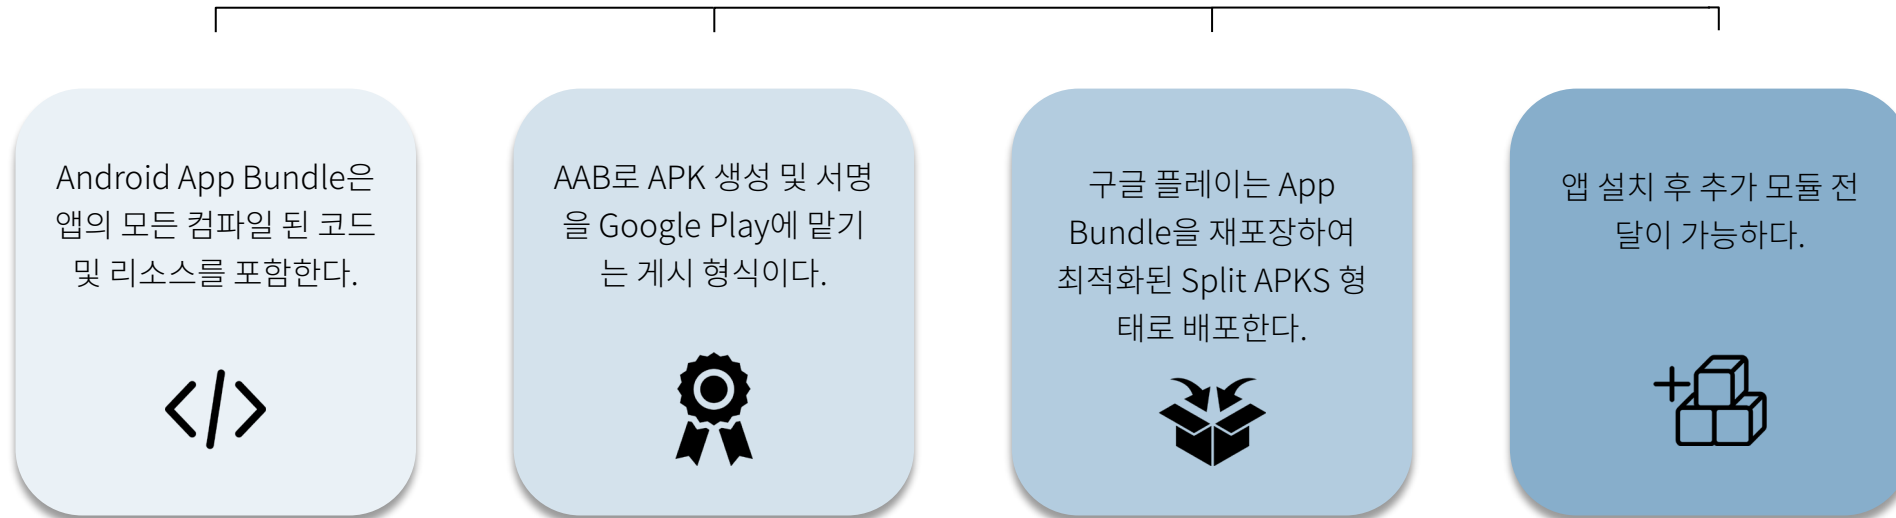 Android App Bundle은
앱의 모든 컴파일 된 코드
및 리소스를 포함한다.
AAB로 APK 생성 및 서명
을 Google Play에 맡기
는 게시 형식이다.
구글 플레이는 App
Bundle을 재포장하여
최적화된 Split APKS 형
태로 배포한다.
앱 설치 후 추가 모듈 전
달이 가능하다.